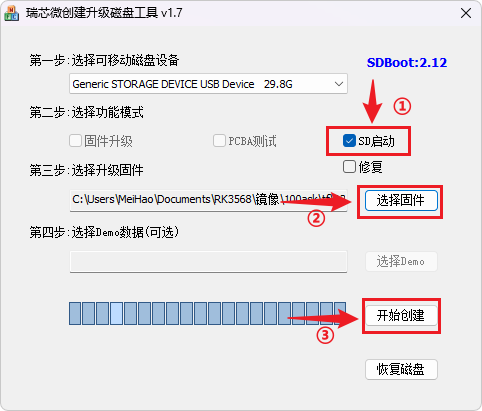 瑞芯微创建升级磁盘工具 v1.7
第一步:选择可移动磁盘设备
SDBoot:2.12
Generic STORAGE DEVICE USB Device 29.8G
①
第二步:选择功能模式
固件升级
PCBA测试
SD启动
第三步:选择升级固件
修复
C:\Users\MeiHao\Documents\RK3568\镜像\100ask\
选择固件
②
第四步:选择Demo数据(可选)
选择Demo
开始创建
③
恢复磁盘